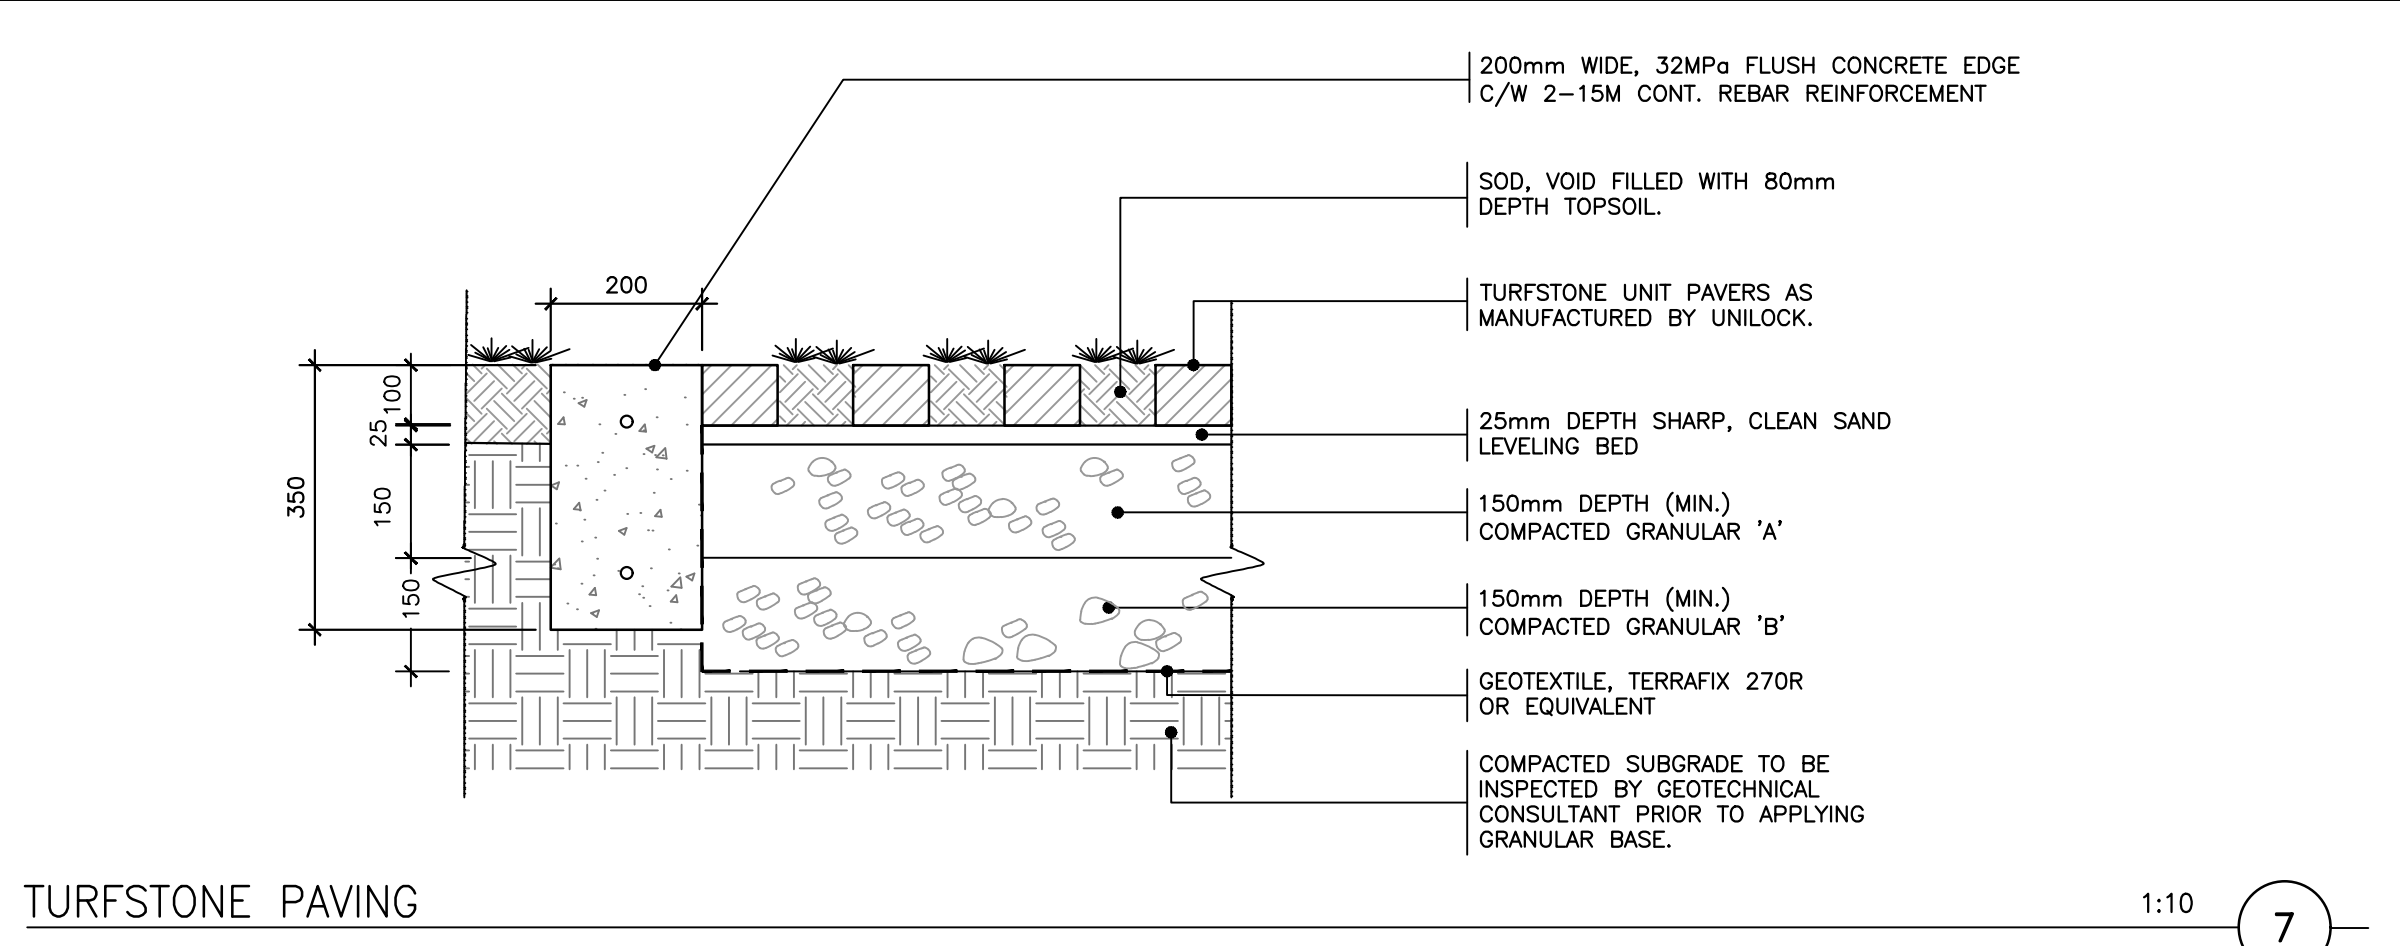 200mm WIDE, 32MPa FLUSH CONCRETE EDGE
C/W 2-15M CONT. REBAR REINFORCEMENT
SOD, VOID FILLED WITH 80mm
DEPTH TOPSOIL.
200
TURFSTONE UNIT PAVERS AS
MANUFACTURED BY UNILOCK.
100
25
150
350
150
25mm DEPTH SHARP, CLEAN SAND
LEVELING BED
150mm DEPTH (MIN.)
COMPACTED GRANULAR 'A'
150mm DEPTH (MIN.)
COMPACTED GRANULAR 'B'
GEOTEXTILE, TERRAFIX 270R
OR EQUIVALENT
COMPACTED SUBGRADE TO BE
INSPECTED BY GEOTECHNICAL
CONSULTANT PRIOR TO APPLYING
GRANULAR BASE.
TURFSTONE PAVING
1:10
7